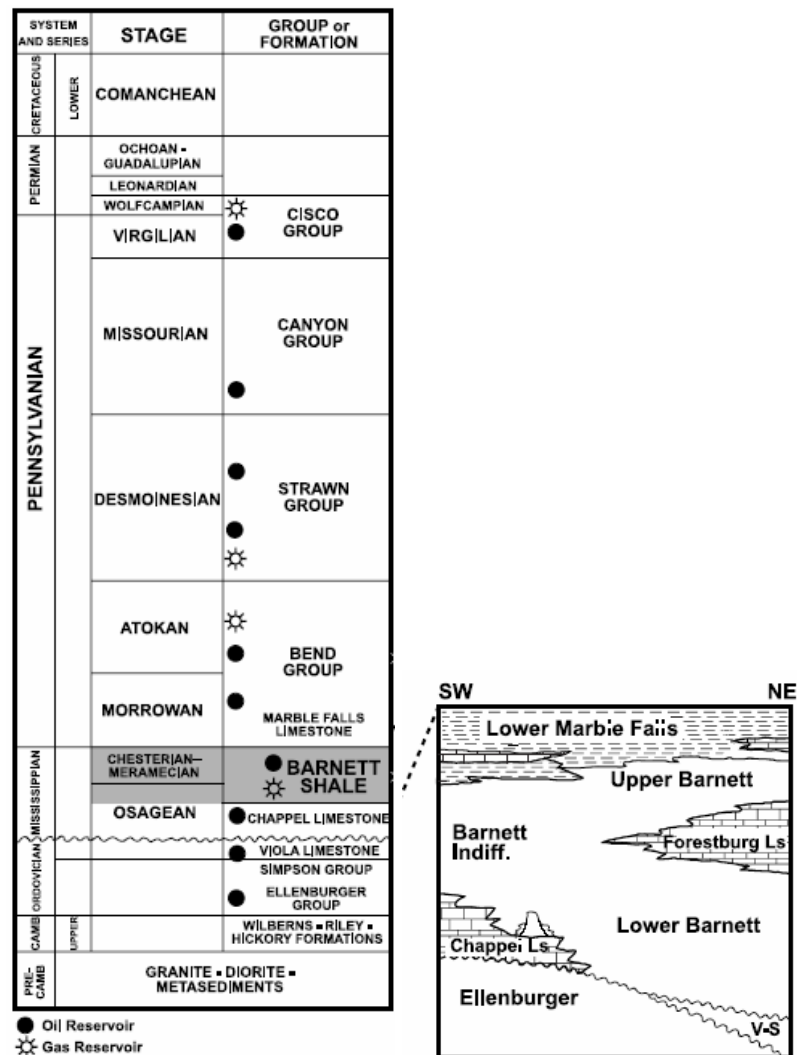 SYSTEM
AND SERIES
STAGE
GROUP or
FORMATION
CRETACEOUS
LOWER
COMANCHEAN
PERMIAN
OCHOAN -
GUADALUPIAN
LEONARDIAN
WOLFCAMPIAN
CISCO
GROUP
PENNSYLVANIAN
VIRGILIAN
MISSOURIAN
CANYON
GROUP
DESMOINESIAN
STRAWN
GROUP
ATOKAN
BEND
GROUP
MORROWAN
MARBLE FALLS
LIMESTONE
MISSISSIPPIAN
CHESTERIAN-
MERAMECIAN
BARNETT
SHALE
OSAGEAN
CHAPPEL LIMESTONE
ORDOVICIAN
VIOLA LIMESTONE
SIMPSON GROUP
ELLENBURGER
GROUP
CAMB
UPPER
WILBERNS - RILEY -
HICKORY FORMATIONS
PRE-
CAMB
GRANITE - DIORITE -
METASEDIMENTS
Oil Reservoir
Gas Reservoir
SW
NE
Lower Marble Falls
Upper Barnett
Barnett
Indiff.
Forestburg Ls
Lower Barnett
Chappel Ls
Ellenburger
V-S